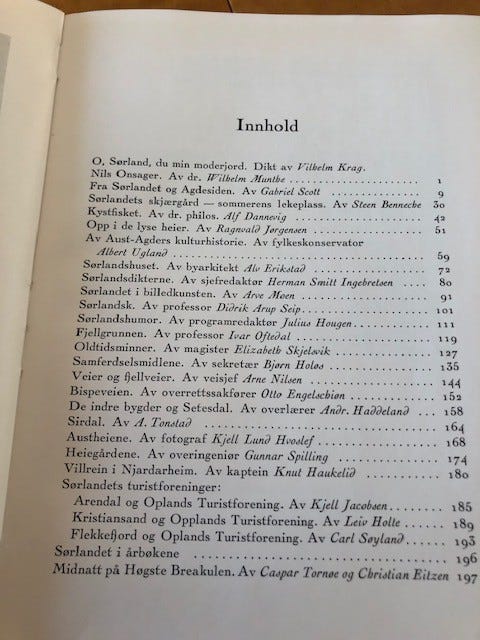 Innhold
O, Sørland, du min moderjord. Dikt av Vilhelm Krag.
Nils Onsager. Av dr. Wilhelm Munthe ........ 1
Fra Sørlandet og Agdesiden. Av Gabriel Scott ........ 9
Sørlandets skjærgård — sommerens lekeplass. Av Steen Benneche 30
Kystfisket. Av dr. philos. Alf Dannevig ........ 42
Opp i de lyse heier. Av Ragnvald Jørgensen ........ 51
Av Aust-Agders kulturhistorie. Av fylkeskonservator
Albert Ugland ........ 59
Sørlandshuset. Av byarkitekt Alv Erikstad ........ 72
Sørlandsdikterne. Av sjefredaktør Herman Smitt Ingebretsen ... 80
Sørlandet i billedkunsten. Av Arve Moen ........ 91
Sørlandsk. Av professor Didrik Arup Seip ........ 101
Sørlandshumor. Av programredaktør Julius Hougen ........ 111
Fjellgrunnen. Av professor Ivar Oftedal ........ 119
Oldtidsminner. Av magister Elizabeth Skjelsvik ........ 127
Samferdselsmidlene. Av sekretær Bjørn Holøs ........ 135
Veier og fjellveier. Av veisjef Arne Nilsen ........ 144
Bispeveien. Av overrettssakfører Otto Engelschiøn ........ 152
De indre bygder og Setesdal. Av overlærer Andr. Haddeland .. 158
Sirdal. Av A. Tonstad ........ 164
Austheiene. Av fotograf Kjell Lund Hvoslef ........ 168
Heiegårdene. Av overingeniør Gunnar Spilling ........ 174
Villrein i Njardarheim. Av kaptein Knut Haukelid ........ 180
Sørlandets turistforeninger:
Arendal og Oplands Turistforening. Av Kjell Jacobsen ........ 185
Kristiansand og Opplands Turistforening. Av Leiv Holte ...... 189
Flekkefjord og Oplands Turistforening. Av Carl Søyland ...... 193
Sørlandet i årbøkene ........ 196
Midnatt på Høgste Breakulen. Av Caspar Tornøe og Christian Eitzen 197